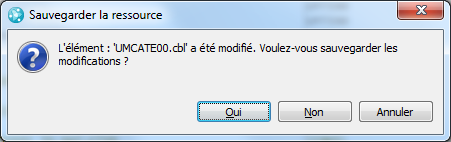 Sauvegarder la ressource
L'élément : 'UMCATE00.cbl' a été modifié. Voulez-vous sauvegarder les
modifications ?
Oui Non Annuler